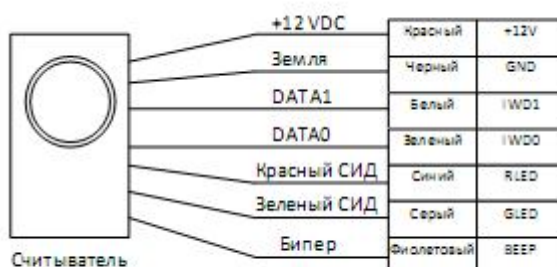 +12 VDC Красный +12V
Земля Черный GND
DATA1 Белый IWD1
DATA0 Зеленый IWD0
Красный СИД Синий RLED
Зеленый СИД Серый GLED
Бипер Фиолетовый BEEP
Считыватель